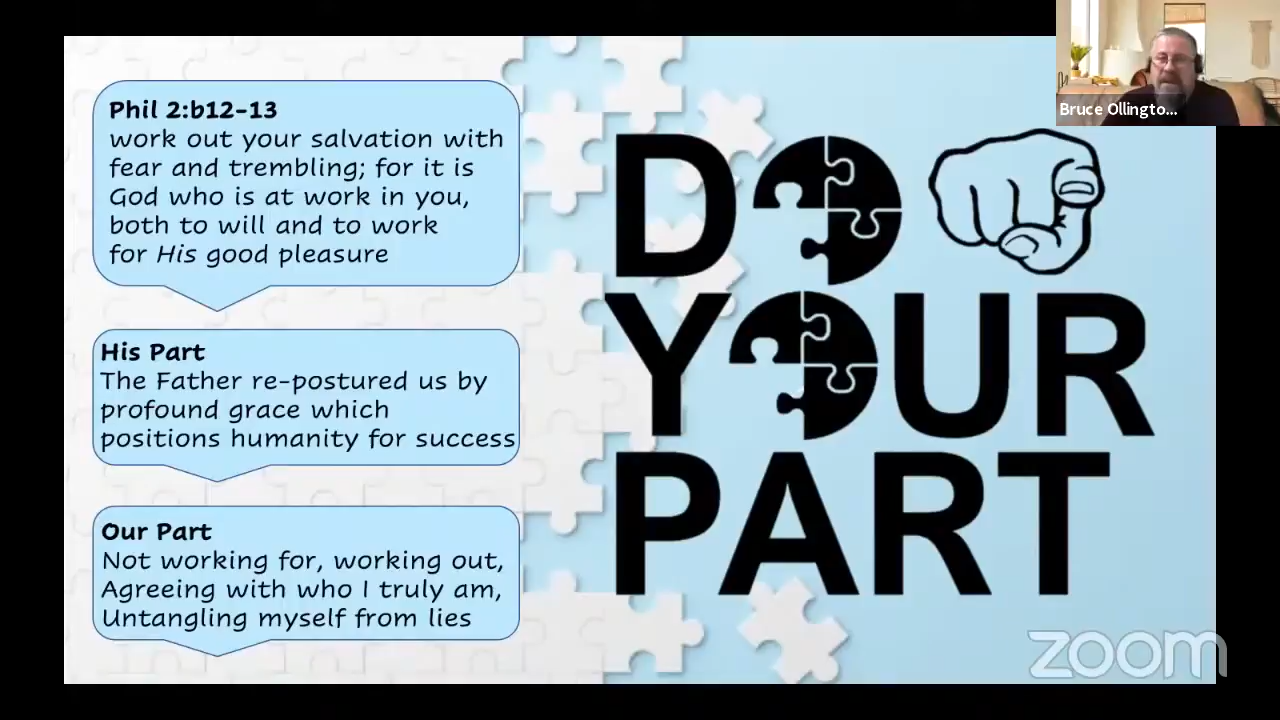 Phil 2:b12-13
work out your salvation with
fear and trembling; for it is
God who is at work in you,
both to will and to work
for His good pleasure
His Part
The Father re-postured us by
profound grace which
positions humanity for success
Our Part
Not working for, working out,
Agreeing with who I truly am,
Untangling myself from lies
DO
YOUR
PART
Bruce Ollingto...
zoom